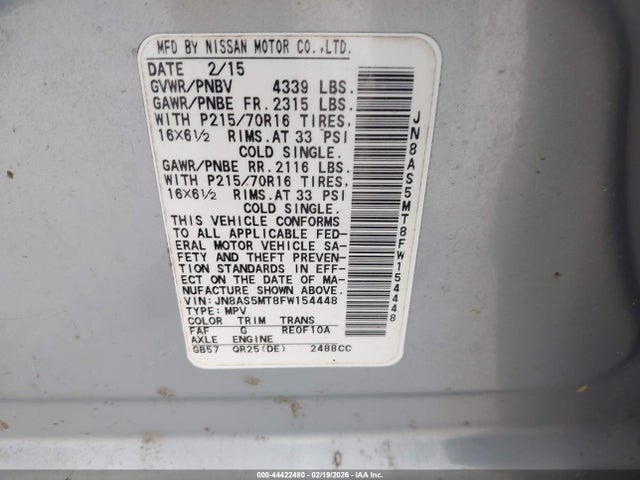 MFD BY NISSAN MOTOR CO.,LTD.
DATE 2/15
GVWR/PNBV 4339 LBS.
GAWR/PNBE FR. 2315 LBS.
WITH P215/70R16 TIRES,
16X6½ RIMS. AT 33 PSI
COLD SINGLE.
GAWR/PNBE RR. 2116 LBS.
WITH P215/70R16 TIRES,
16X6½ RIMS. AT 33 PSI
COLD SINGLE.
THIS VEHICLE CONFORMS
TO ALL APPLICABLE FED-
ERAL MOTOR VEHICLE SA-
FETY AND THEFT PREVEN-
TION STANDARDS IN EFF-
ECT ON THE DATE OF MA-
NUFACTURE SHOWN ABOVE.
VIN: JN8AS5MT8FW154448
TYPE: MPV
COLOR TRIM TRANS
FAF G RE0F10A
AXLE ENGINE
GB57 QR25(DE) 2488CC
JN8AS5MT8FW154448
000-44422480 - 02/19/2026 - IAA Inc.